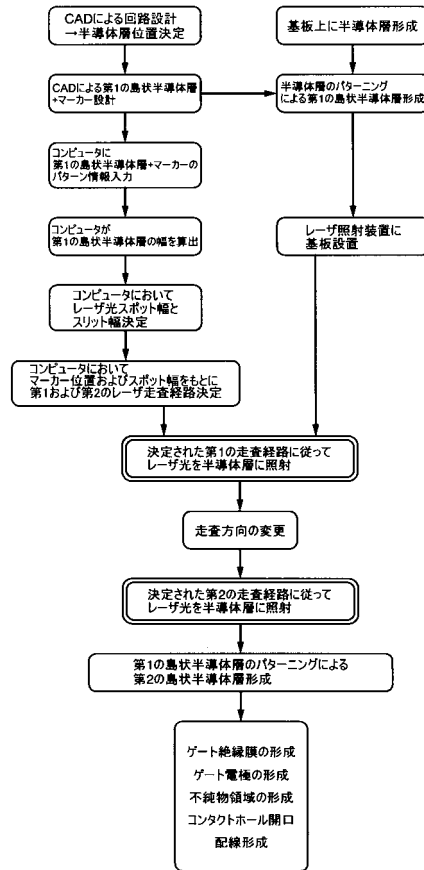 CADによる回路設計
→半導体層位置決定
基板上に半導体層形成
CADによる第1の島状半導体層
+マーカー設計
半導体層のパターニング
による第1の島状半導体層形成
コンピュータに
第1の島状半導体層+マーカーの
パターン情報入力
コンピュータが
第1の島状半導体層の幅を算出
レーザ照射装置に
基板設置
コンピュータにおいて
レーザ光スポット幅と
スリット幅決定
コンピュータにおいて
マーカー位置およびスポット幅をもとに
第1および第2のレーザ走査経路決定
決定された第1の走査経路に従って
レーザ光を半導体層に照射
走査方向の変更
決定された第2の走査経路に従って
レーザ光を半導体層に照射
第1の島状半導体層のパターニングによる
第2の島状半導体層形成
ゲート絶縁膜の形成
ゲート電極の形成
不純物領域の形成
コンタクトホール開口
配線形成